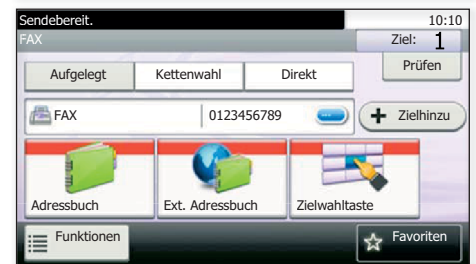 Sendebereit. 10:10
FAX Ziel: 1
Aufgelegt Kettenwahl Direkt Prüfen
FAX 0123456789 Zielhinzu
Adressbuch Ext. Adressbuch Zielwahltaste
Funktionen Favoriten